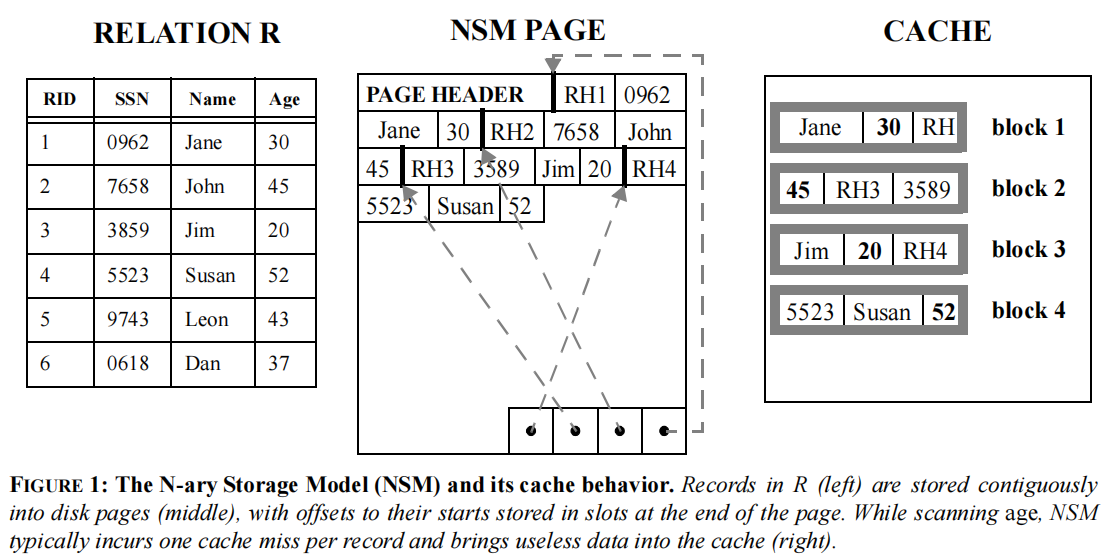 RELATION R
RID SSN Name Age
1 0962 Jane 30
2 7658 John 45
3 3859 Jim 20
4 5523 Susan 52
5 9743 Leon 43
6 0618 Dan 37
NSM PAGE
PAGE HEADER RH1 0962
Jane 30 RH2 7658 John
45 RH3 3589 Jim 20 RH4
5523 Susan 52
CACHE
Jane 30 RH block 1
45 RH3 3589 block 2
Jim 20 RH4 block 3
5523 Susan 52 block 4
FIGURE 1: The N-ary Storage Model (NSM) and its cache behavior. Records in R (left) are stored contiguously
into disk pages (middle), with offsets to their starts stored in slots at the end of the page. While scanning age, NSM
typically incurs one cache miss per record and brings useless data into the cache (right).